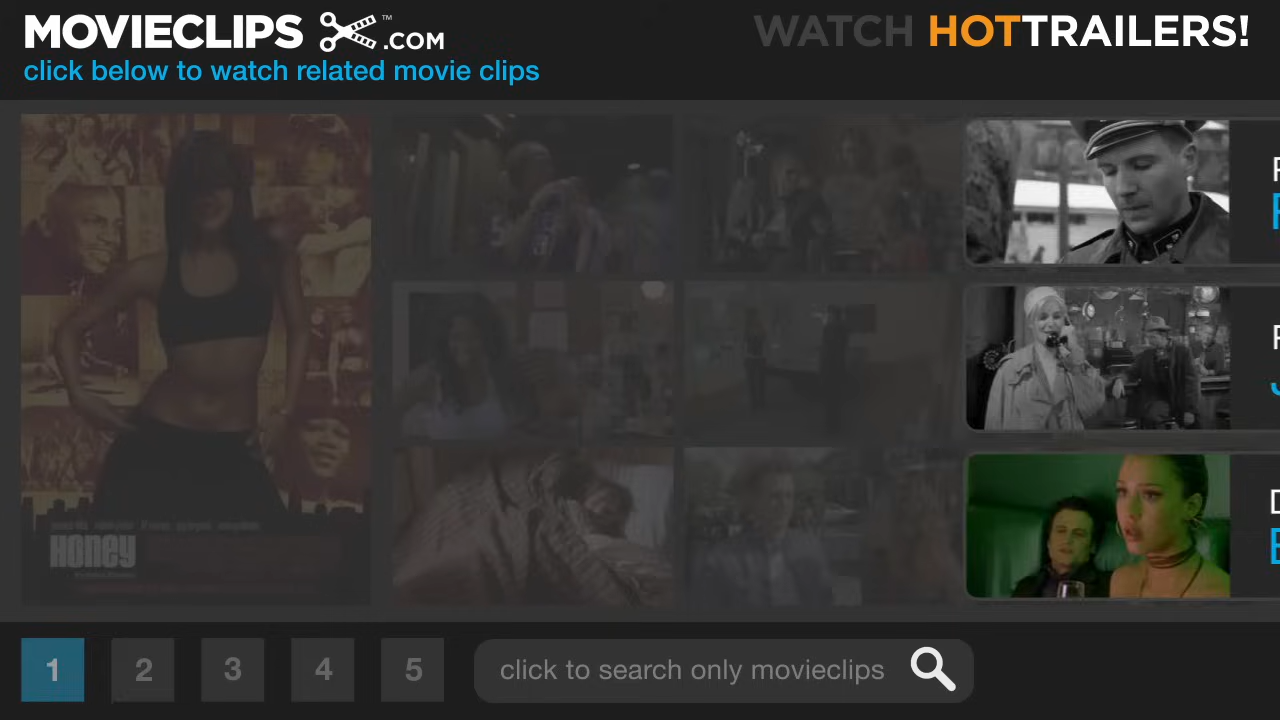 MOVIECLIPS ™ .COM
WATCH HOTTRAILERS!
click below to watch related movie clips
HONEY
1 2 3 4 5
click to search only movieclips